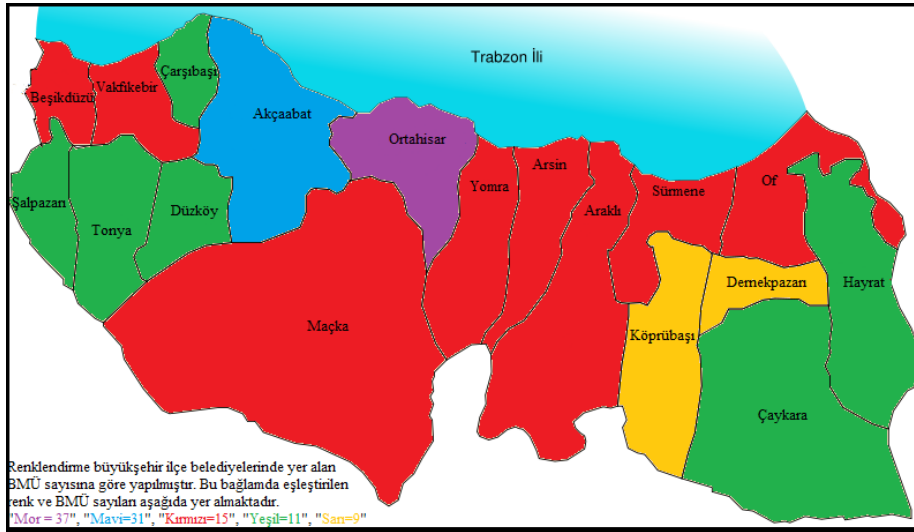 Trabzon İli
Çarşıbaşı
Vakfıkebir
Beşikdüzü
Akçaabat
Ortahisar
Arsin
Yomra
Of
Sürmene
Araklı
Şalpazarı
Düzköy
Tonya
Dernekpazarı
Hayrat
Maçka
Köprübaşı
Çaykara
Renklendirme büyükşehir ilçe belediyelerinde yer alan
BMÜ sayısına göre yapılmıştır. Bu bağlamda eşleştirilen
renk ve BMÜ sayıları aşağıda yer almaktadır.
"Mor = 37", "Mavi=31", "Kırmızı=15", "Yeşil=11", "Sarı=9"